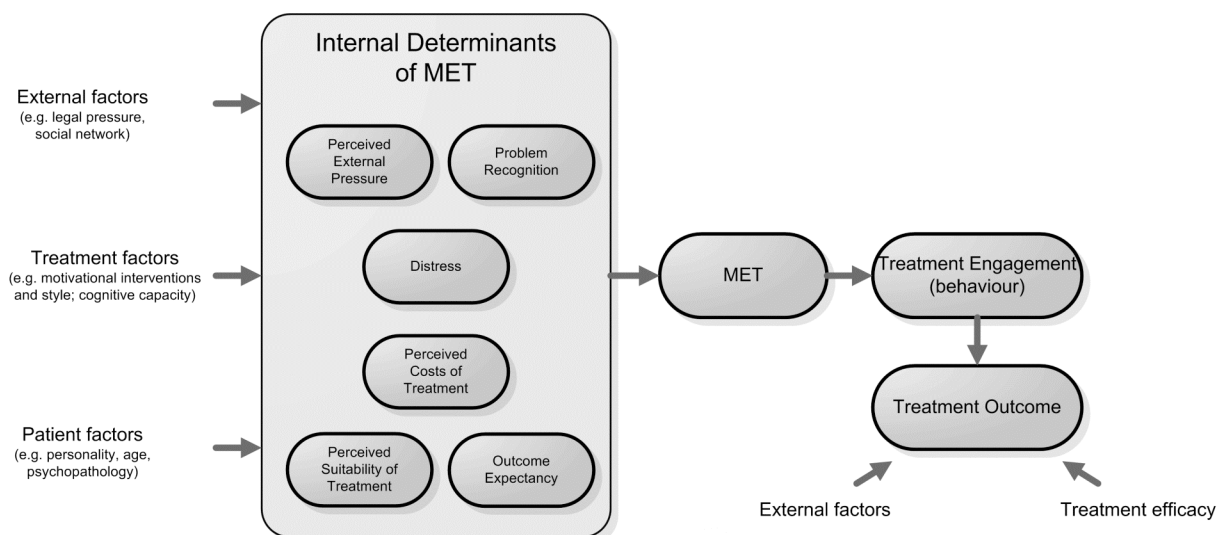 Internal Determinants
of MET
External factors
(e.g. legal pressure,
social network)
Perceived
External
Pressure
Problem
Recognition
Treatment factors
(e.g. motivational interventions
and style; cognitive capacity)
Distress
MET
Treatment Engagement
(behaviour)
Perceived
Costs of
Treatment
Treatment Outcome
Patient factors
(e.g. personality, age,
psychopathology)
Perceived
Suitability of
Treatment
Outcome
Expectancy
External factors
Treatment efficacy